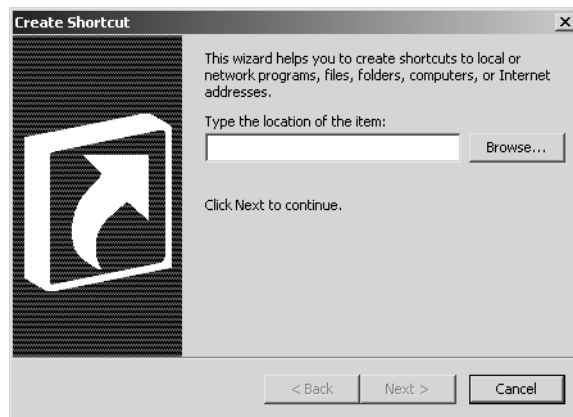 Create Shortcut
This wizard helps you to create shortcuts to local or
network programs, files, folders, computers, or Internet
addresses.
Type the location of the item:
Browse...
Click Next to continue.
< Back
Next >
Cancel